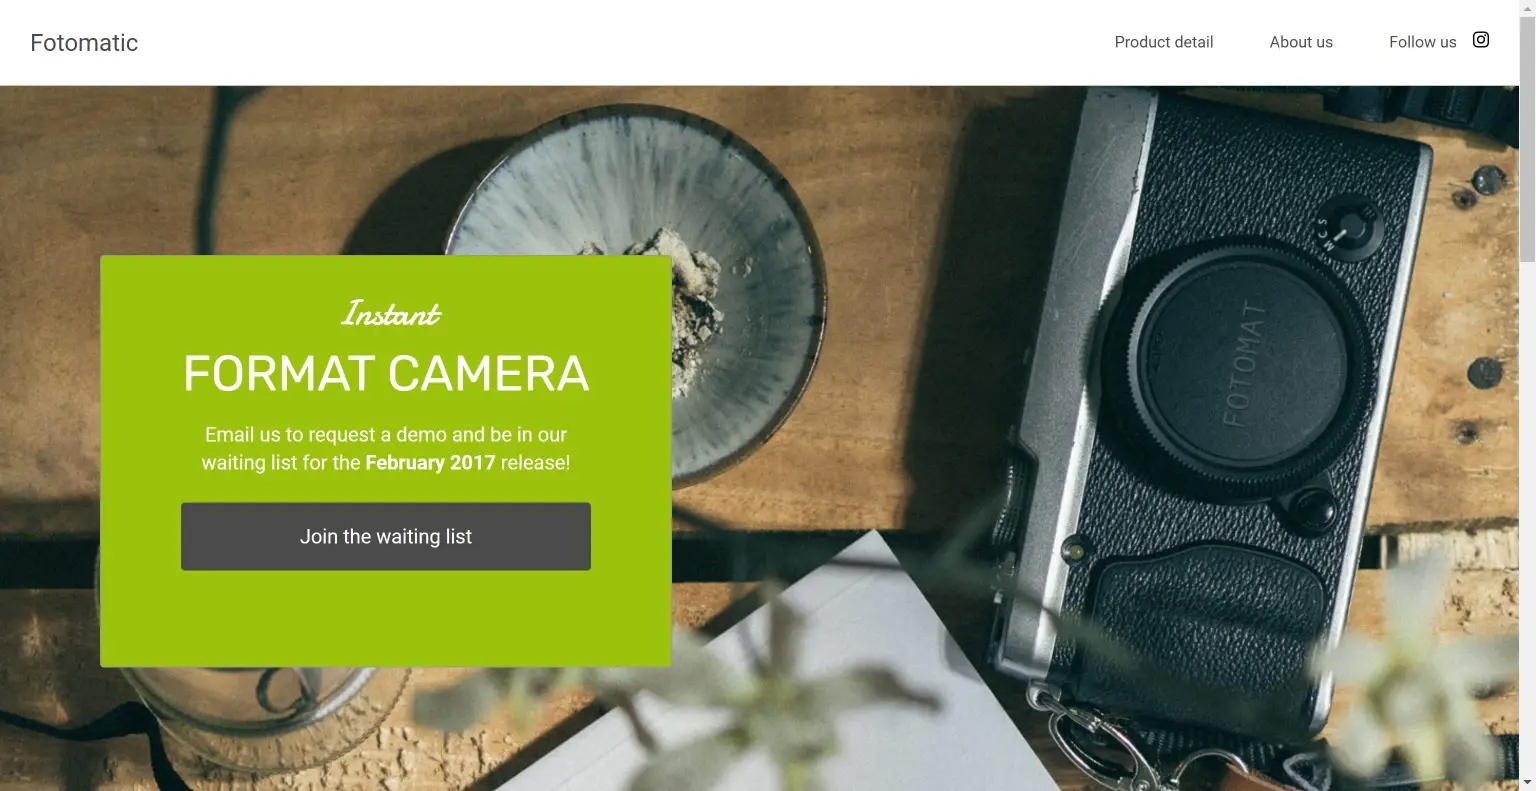 Fotomatic
Product detail
About us
Follow us
Instant
FORMAT CAMERA
Email us to request a demo and be in our
waiting list for the February 2017 release!
Join the waiting list
FOTOMAT
M C S